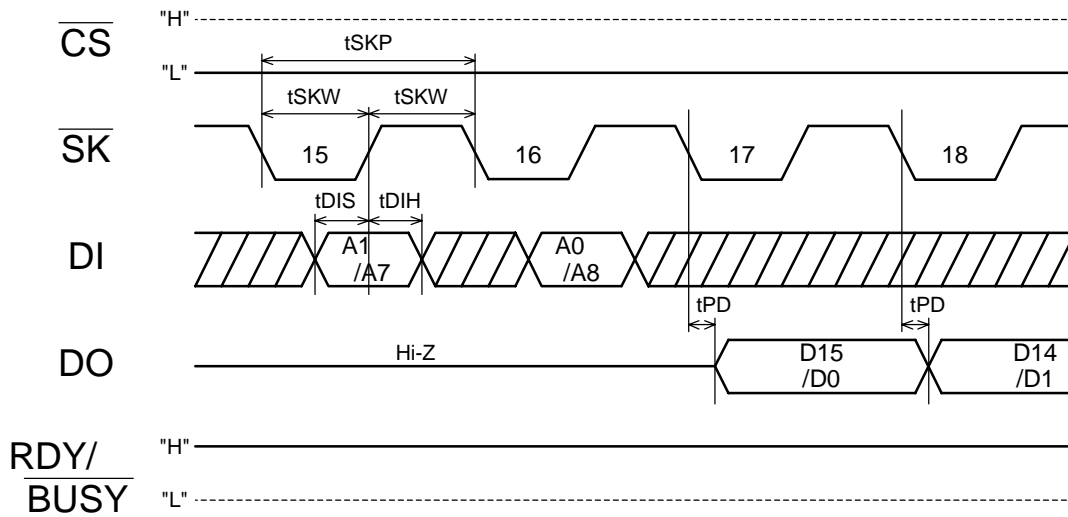 "H"
CS
"L"
tSKP
tSKW tSKW
SK
15 16 17 18
tDIS tDIH
DI
A1
/A7
A0
/A8
tPD tPD
DO
Hi-Z
D15
/D0
D14
/D1
RDY/
BUSY
"H"
"L"